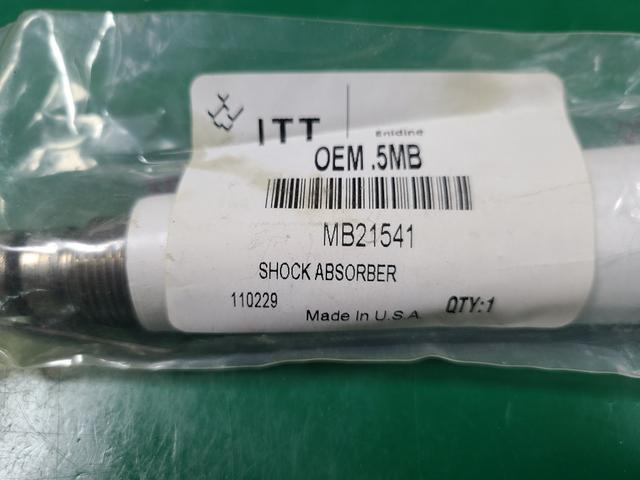 ITT
Enidine
OEM .5MB
MB21541
SHOCK ABSORBER
110229
Made In U.S.A.
QTY:1